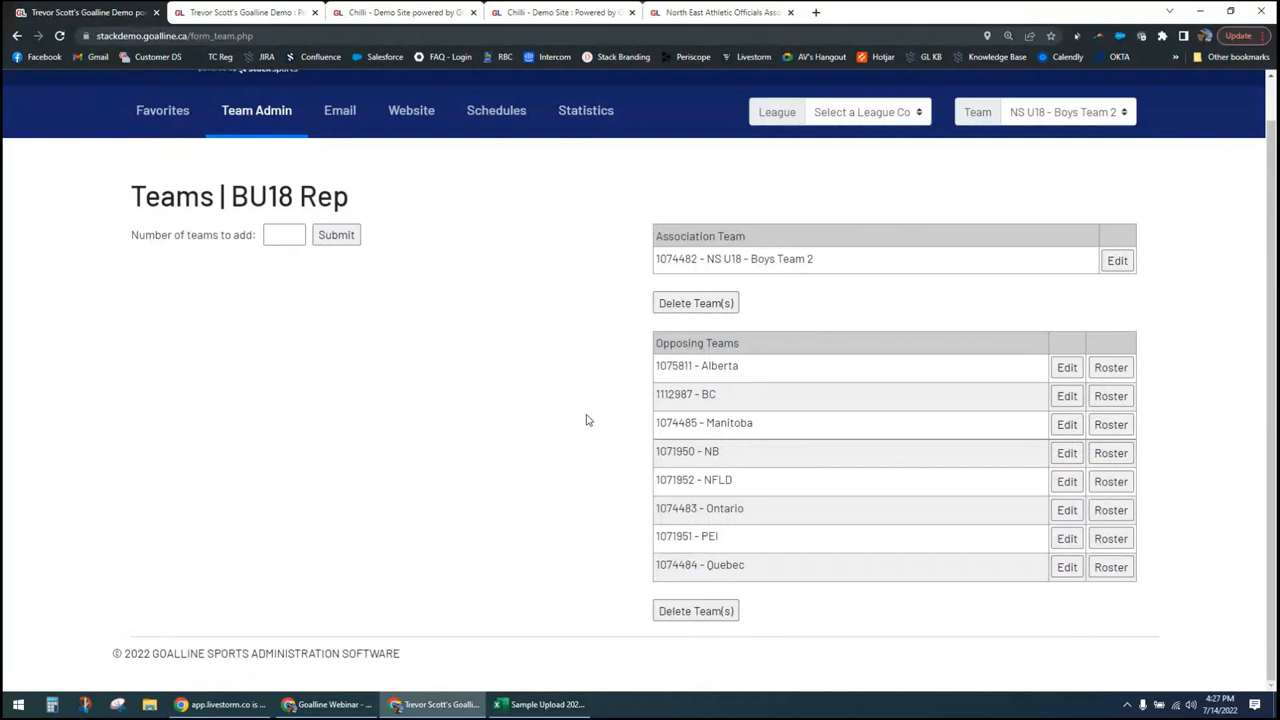 Trevor Scott's Goalline Demo pow
Trevor Scott's Goalline Demo : Po
Chilli - Demo Site powered by G
Chilli - Demo Site : Powered by G
North East Athletic Officials Asso
stackdemo.goalline.ca/form_team.php
Update
Facebook
Gmail
Customer DS
TC Reg
JIRA
Confluence
Salesforce
FAQ - Login
RBC
Intercom
Stack Branding
Periscope
Livestorm
AV's Hangout
Hotjar
GL KB
Knowledge Base
Calendly
OKTA
»
Other bookmarks
Favorites
Team Admin
Email
Website
Schedules
Statistics
League
Select a League Co
Team
NS U18 - Boys Team 2
Teams | BU18 Rep
Number of teams to add:
Submit
Association Team
1074482 - NS U18 - Boys Team 2
Edit
Delete Team(s)
Opposing Teams
1075811 - Alberta Edit Roster
1112987 - BC Edit Roster
1074485 - Manitoba Edit Roster
1071950 - NB Edit Roster
1071952 - NFLD Edit Roster
1074483 - Ontario Edit Roster
1071951 - PEI Edit Roster
1074484 - Quebec Edit Roster
Delete Team(s)
© 2022 GOALLINE SPORTS ADMINISTRATION SOFTWARE
app.livestorm.co is ...
Goalline Webinar - ...
Trevor Scott's Goalli...
Sample Upload 202...
4:27 PM
7/14/2022